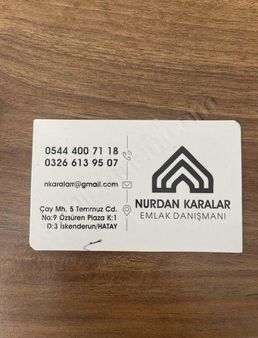 0544 400 71 18
0326 613 95 07
nkaralarr@gmail.com
Çay Mh. 5 Temmuz Cd.
No:9 Özsüren Plaza K:1
D:3 İskenderun/HATAY
NURDAN KARALAR
EMLAK DANIŞMANI